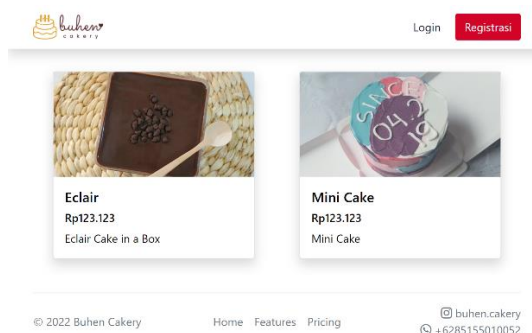 buhen
cakery
Login
Registrasi
SINCE
04.2
19
Eclair
Rp123.123
Eclair Cake in a Box
Mini Cake
Rp123.123
Mini Cake
© 2022 Buhen Cakery
Home
Features
Pricing
buhen.cakery
+6285155010052